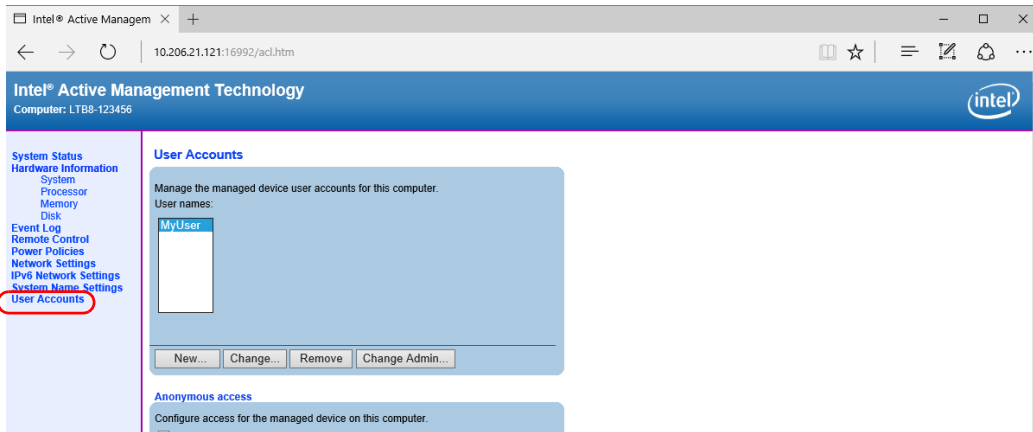 Intel® Active Managem
10.206.21.121:16992/acl.htm
Intel® Active Management Technology
Computer: LTB8-123456
intel
System Status
Hardware Information
System
Processor
Memory
Disk
Event Log
Remote Control
Power Policies
Network Settings
IPv6 Network Settings
System Name Settings
User Accounts
User Accounts
Manage the managed device user accounts for this computer.
User names:
MyUser
New... Change... Remove Change Admin...
Anonymous access
Configure access for the managed device on this computer.